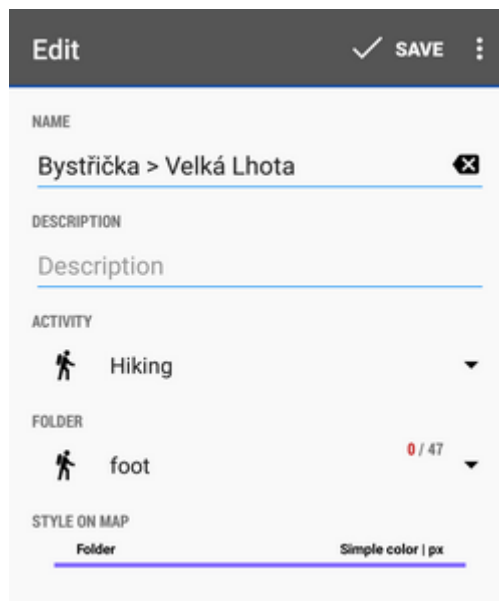 Edit SAVE
NAME
Bystřička > Velká Lhota
DESCRIPTION
Description
ACTIVITY
Hiking
FOLDER
foot 0 / 47
STYLE ON MAP
Folder Simple color | px